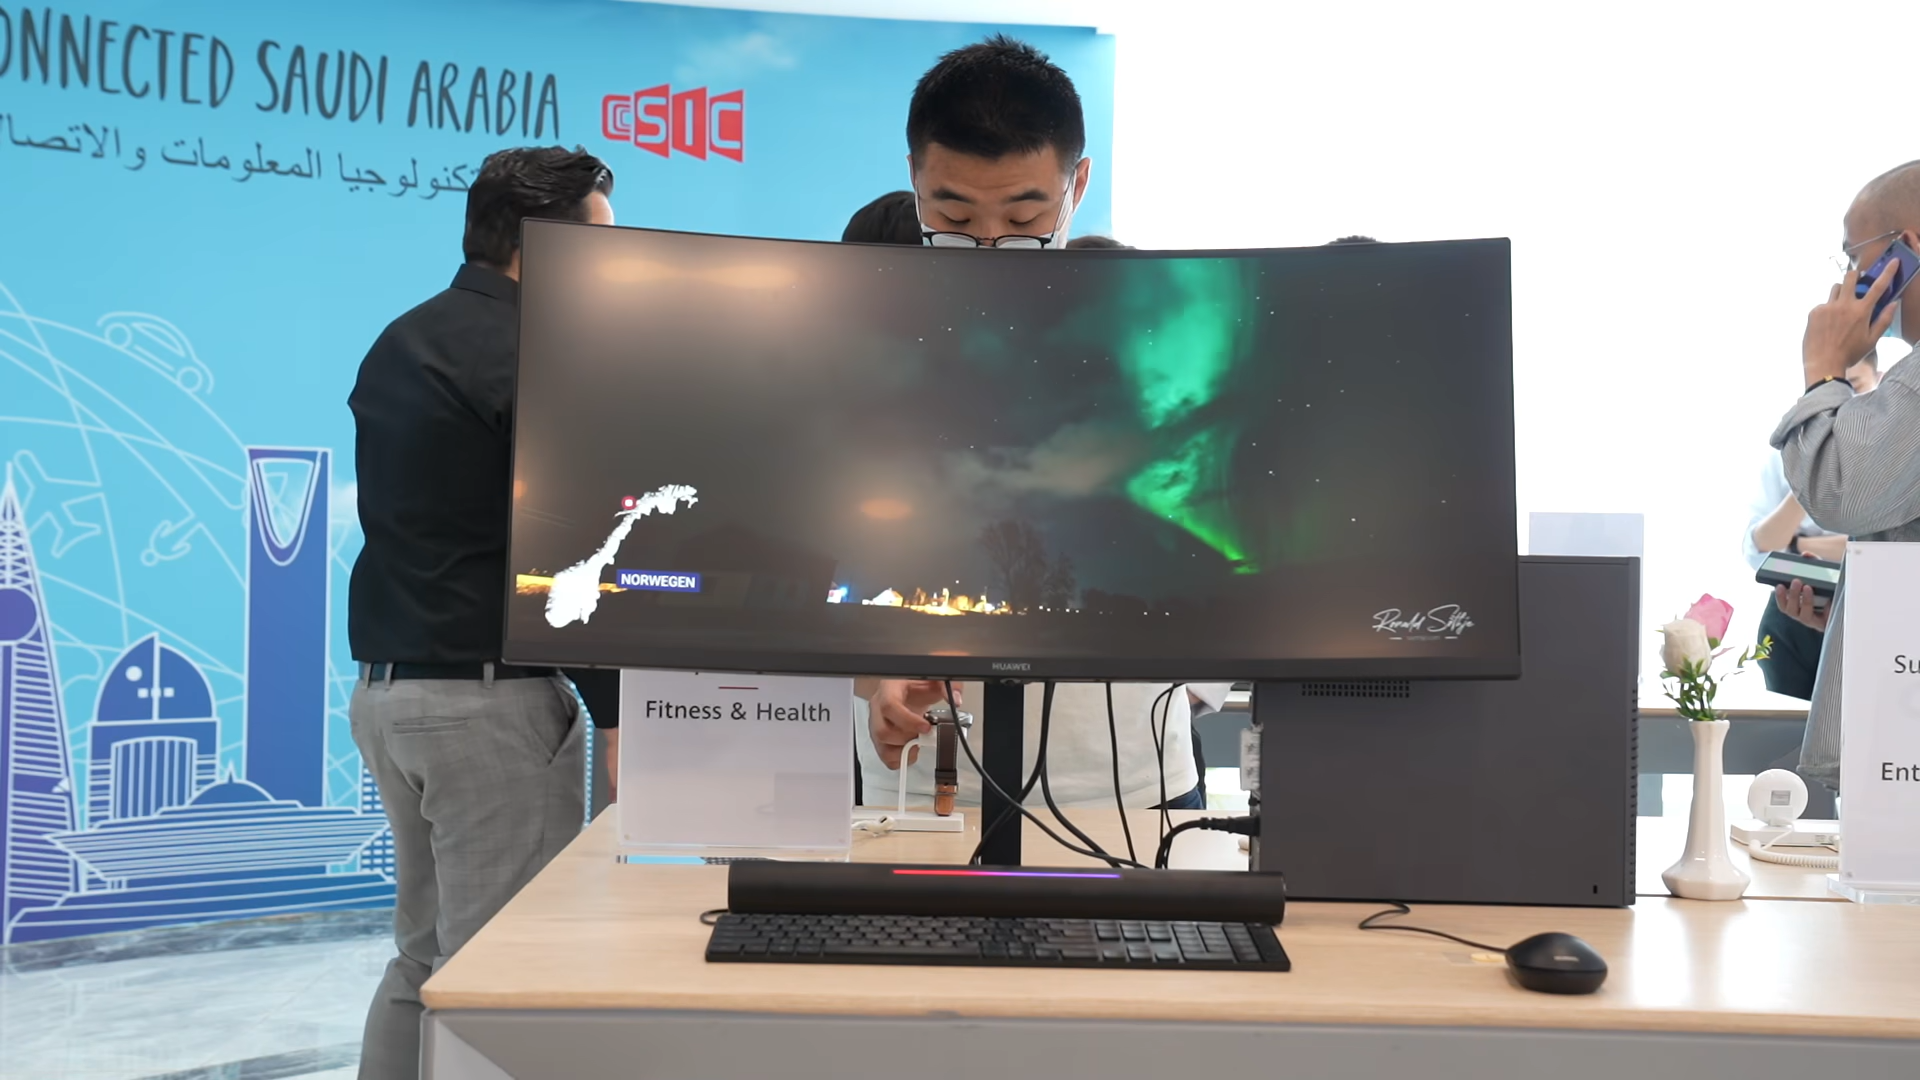 ONNECTED SAUDI ARABIA
CSIC
تكنولوجيا المعلومات والاتصا
NORWEGEN
HUAWEI
Fitness & Health
Su
Ent